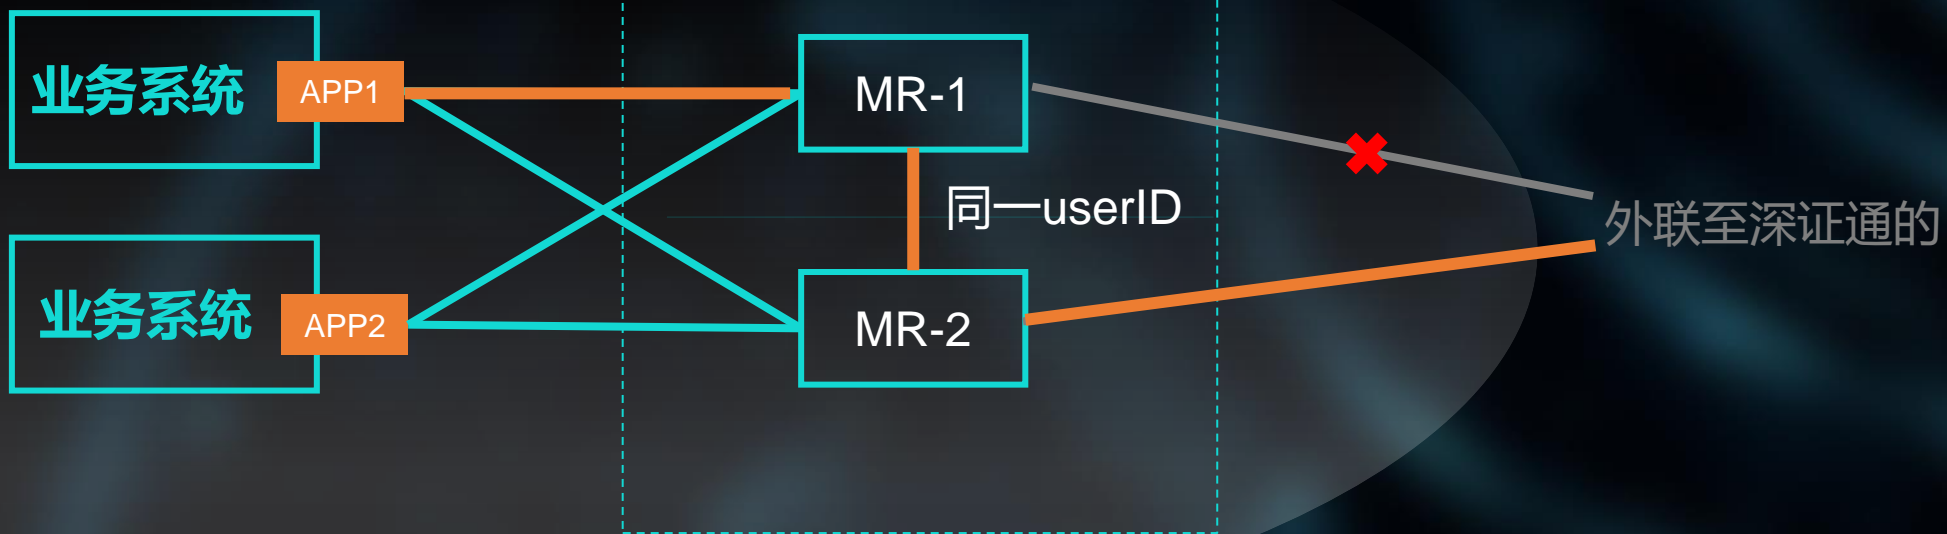 业务系统
APP1
MR-1
同一userID
外联至深证通的
业务系统
APP2
MR-2